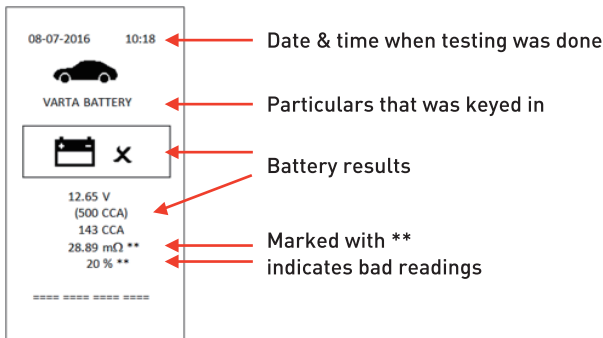 08-07-2016 10:18
Date & time when testing was done
VARTA BATTERY
Particulars that was keyed in
Battery results
12.65 V
(500 CCA)
143 CCA
28.89 mΩ **
20 % **
Marked with **
indicates bad readings
==== ==== ==== ====